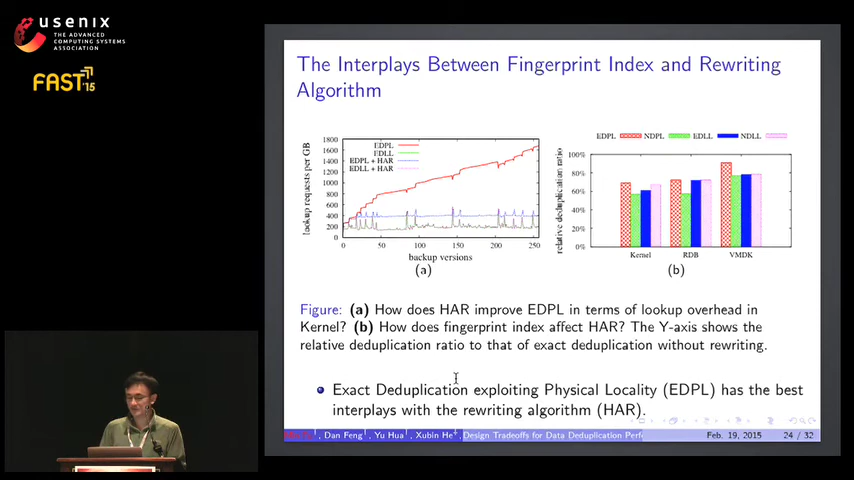 usenix
THE ADVANCED
COMPUTING SYSTEMS
ASSOCIATION
FAST '15
The Interplays Between Fingerprint Index and Rewriting
Algorithm
lookup requests per GB
1800
1600
1400
1200
1000
800
600
400
200
0
EDPL
EDLL
EDPL + HAR
EDLL + HAR
0 50 100 150 200 250
backup versions
(a)
EDPL NDPL EDLL NDLL
relative deduplication ratio
100%
80%
60%
40%
20%
0%
Kernel RDB VMDK
(b)
Figure: (a) How does HAR improve EDPL in terms of lookup overhead in
Kernel? (b) How does fingerprint index affect HAR? The Y-axis shows the
relative deduplication ratio to that of exact deduplication without rewriting.
Exact Deduplication exploiting Physical Locality (EDPL) has the best
interplays with the rewriting algorithm (HAR).
, Dan Feng†, Yu Hua†, Xubin He‡, Design Tradeoffs for Data Deduplication Perf Feb. 19, 2015 24 / 32